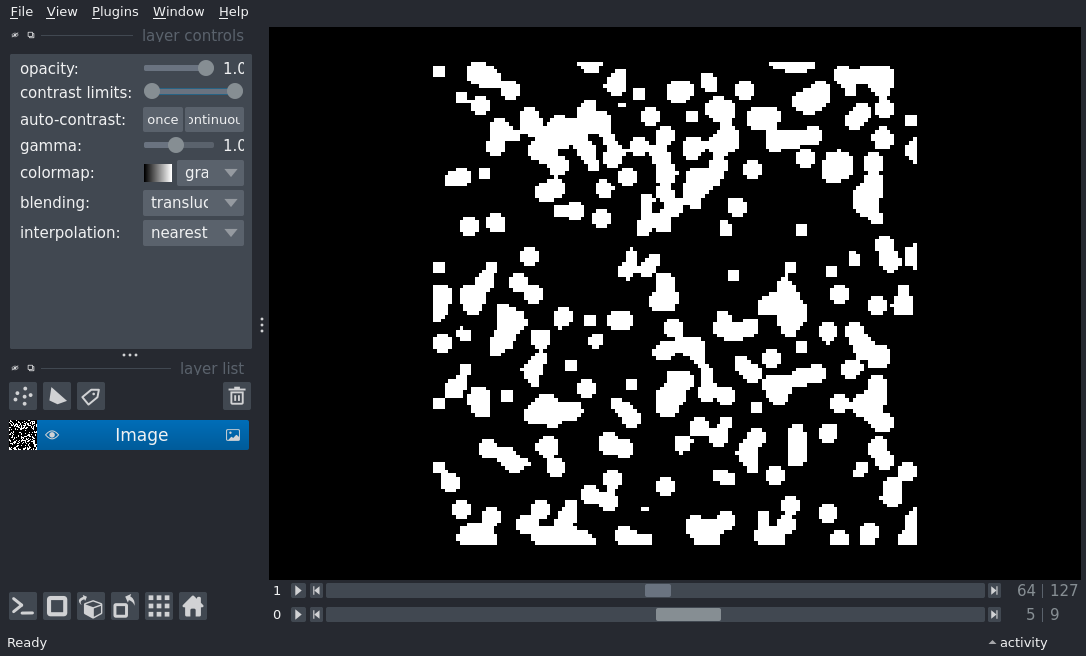 File View Plugins Window Help
layer controls
opacity: 1.0
contrast limits:
auto-contrast: once ontinuou
gamma: 1.0
colormap: gra
blending: transluc
interpolation: nearest
layer list
Image
1 64 127
0 5 9
Ready activity